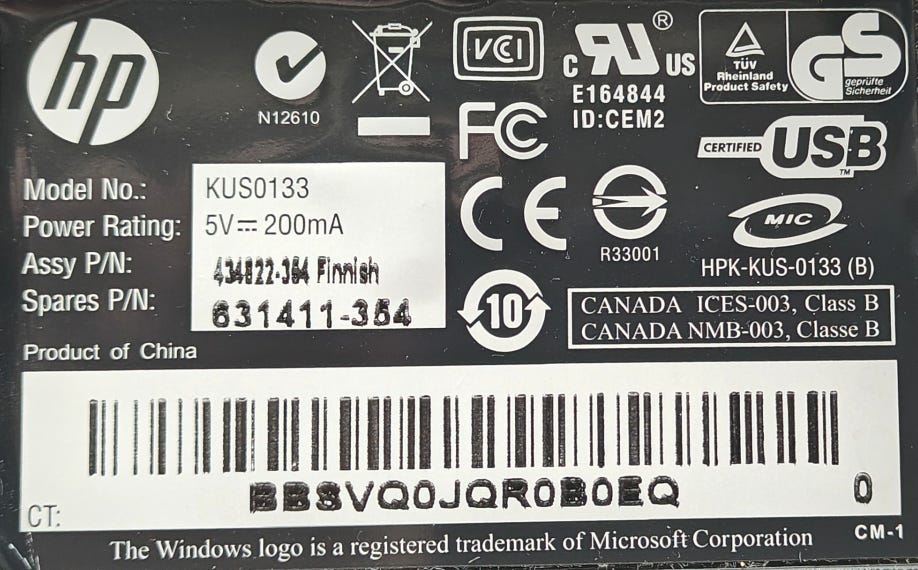 hp
N12610
VCI
c RU ® US
E164844
ID:CEM2
TÜV
Rheinland
Product Safety
GS
geprüfte
Sicherheit
FC
CERTIFIED USB™
Model No.: KUS0133
Power Rating: 5V⎓ 200mA
Assy P/N: 434822-354 Finnish
Spares P/N: 631411-354
CE
R33001
MIC
HPK-KUS-0133 (B)
10
CANADA ICES-003, Class B
CANADA NMB-003, Classe B
Product of China
BBSVQ0JQR0B0EQ 0
CT:
The Windows logo is a registered trademark of Microsoft Corporation CM-1